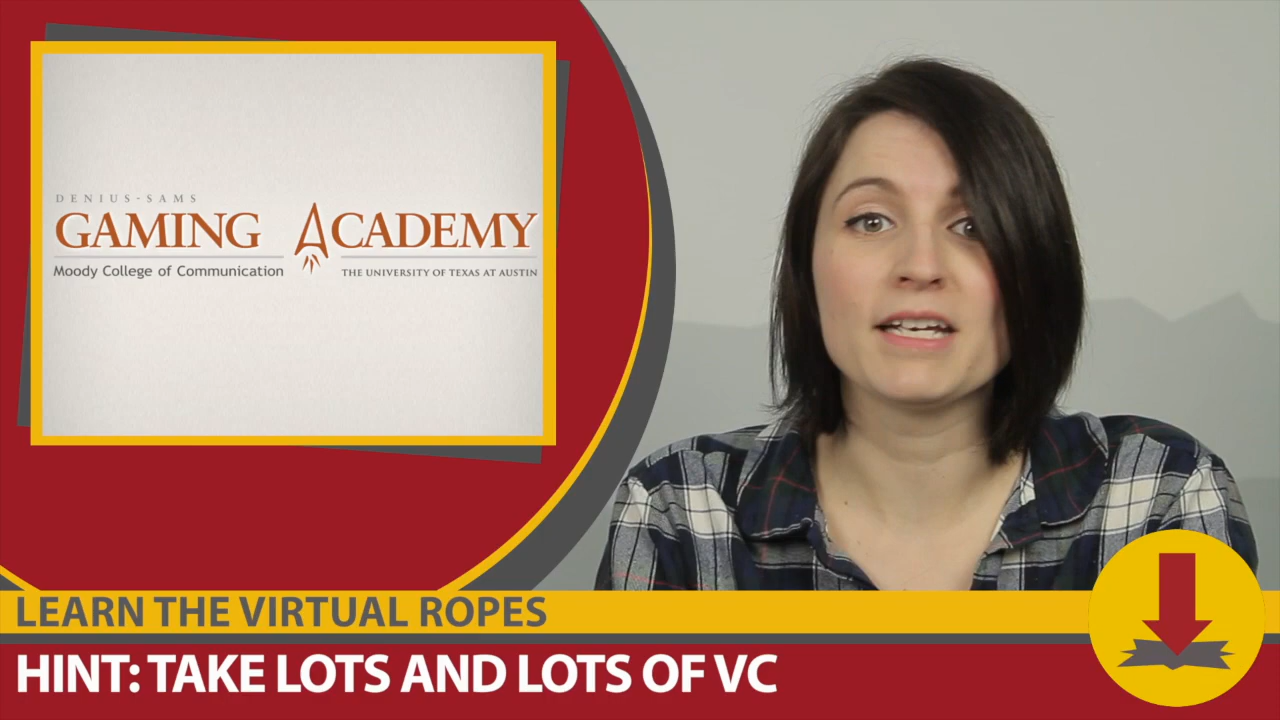 DENIUS-SAMS
GAMING ACADEMY
Moody College of Communication THE UNIVERSITY OF TEXAS AT AUSTIN
LEARN THE VIRTUAL ROPES
HINT: TAKE LOTS AND LOTS OF VC